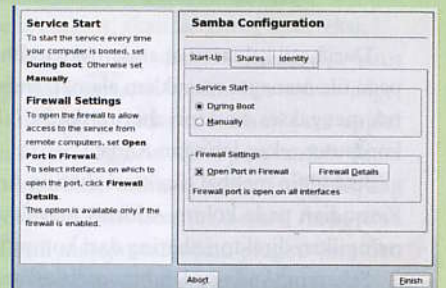 Service Start
To start the service every time
your computer is booted, set
During Boot. Otherwise set
Manually.
Firewall Settings
To open the firewall to allow
access to the service from
remote computers, set Open
Port in Firewall.
To select interfaces on which to
open the port, click Firewall
Details.
This option is available only if the
firewall is enabled.
Samba Configuration
Start-Up Shares Identity
Service Start
During Boot
Manually
Firewall Settings
Open Port in Firewall Firewall Details
Firewall port is open on all interfaces
Abort Finish